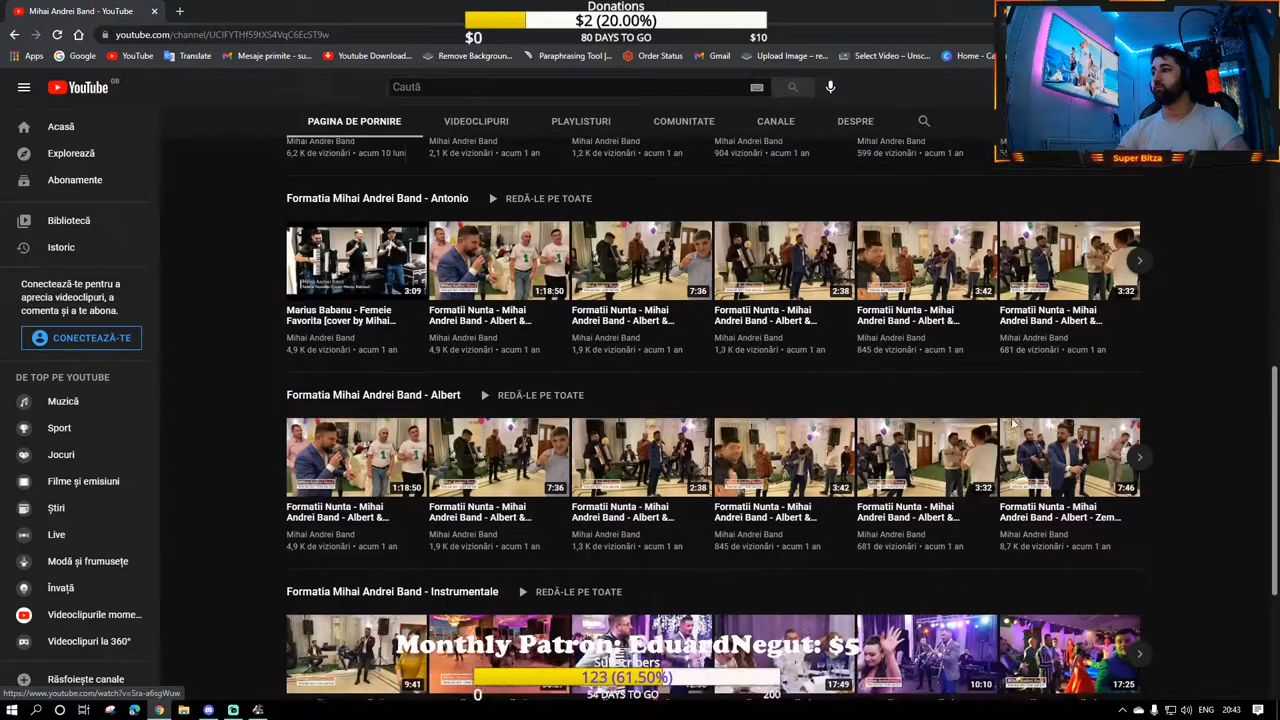 Mihai Andrei Band - YouTube
Donations
$2 (20.00%)
$0
80 DAYS TO GO
$10
youtube.com/channel/UClFYTHf59tXS4VqC6EcST9w
Apps
Google
YouTube
Translate
Mesaje primite - su...
Youtube Download...
Remove Backgroun...
Paraphrasing Tool |...
Order Status
Gmail
Upload Image – re...
Select Video – Unsc...
Home - Ca
Super Bitza
YouTube GB
Caută
PAGINA DE PORNIRE
VIDEOCLIPURI
PLAYLISTURI
COMUNITATE
CANALE
DESPRE
Acasă
Explorează
Abonamente
Bibliotecă
Istoric
Conectează-te pentru a
aprecia videoclipuri, a
comenta și a te abona.
CONECTEAZĂ-TE
DE TOP PE YOUTUBE
Muzică
Sport
Jocuri
Filme și emisiuni
Știri
Live
Modă și frumusețe
Învață
Videoclipurile mome...
Videoclipuri la 360°
Răsfoiește canale
Mihai Andrei Band
6,2 K de vizionări • acum 10 luni
Mihai Andrei Band
2,1 K de vizionări • acum 1 an
Mihai Andrei Band
1,2 K de vizionări • acum 1 an
Mihai Andrei Band
904 vizionări • acum 1 an
Mihai Andrei Band
599 de vizionări • acum 1 an
Formatia Mihai Andrei Band - Antonio
REDĂ-LE PE TOATE
3:09
1:18:50
7:36
2:38
3:42
3:32
Marius Babanu - Femeie
Favorita [cover by Mihai...
Mihai Andrei Band
4,9 K de vizionări • acum 1 an
Formatii Nunta - Mihai
Andrei Band - Albert &...
Mihai Andrei Band
4,9 K de vizionări • acum 1 an
Formatii Nunta - Mihai
Andrei Band - Albert &...
Mihai Andrei Band
1,9 K de vizionări • acum 1 an
Formatii Nunta - Mihai
Andrei Band - Albert &...
Mihai Andrei Band
1,3 K de vizionări • acum 1 an
Formatii Nunta - Mihai
Andrei Band - Albert &...
Mihai Andrei Band
845 de vizionări • acum 1 an
Formatii Nunta - Mihai
Andrei Band - Albert &...
Mihai Andrei Band
681 de vizionări • acum 1 an
Formatia Mihai Andrei Band - Albert
REDĂ-LE PE TOATE
1:18:50
7:36
2:38
3:42
3:32
7:46
Formatii Nunta - Mihai
Andrei Band - Albert &...
Mihai Andrei Band
4,9 K de vizionări • acum 1 an
Formatii Nunta - Mihai
Andrei Band - Albert &...
Mihai Andrei Band
1,9 K de vizionări • acum 1 an
Formatii Nunta - Mihai
Andrei Band - Albert &...
Mihai Andrei Band
1,3 K de vizionări • acum 1 an
Formatii Nunta - Mihai
Andrei Band - Albert &...
Mihai Andrei Band
845 de vizionări • acum 1 an
Formatii Nunta - Mihai
Andrei Band - Albert &...
Mihai Andrei Band
681 de vizionări • acum 1 an
Formatii Nunta - Mihai
Andrei Band - Albert - Zem...
Mihai Andrei Band
8,7 K de vizionări • acum 1 an
Formatia Mihai Andrei Band - Instrumentale
REDĂ-LE PE TOATE
9:41
17:49
10:10
17:25
Monthly Patron: EduardNegut: $5
Subscribers
123 (61.50%)
0
54 DAYS TO GO
200
https://www.youtube.com/watch?v=Sra-a6sgWuw
ENG
20:43